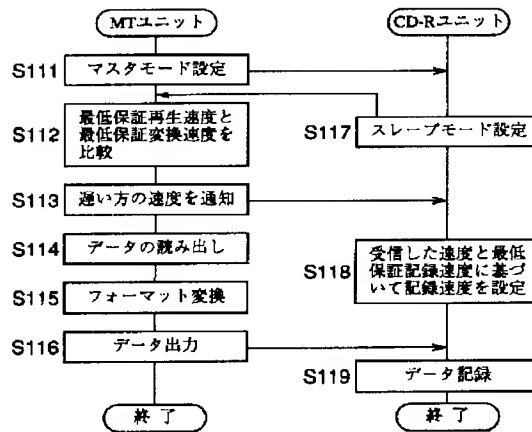 MTユニット
CD-Rユニット
S111
マスタモード設定
S112
最低保証再生速度と
最低保証変換速度を
比較
S117
スレーブモード設定
S113
遅い方の速度を通知
S114
データの読み出し
S118
受信した速度と最低
保証記録速度に基づ
いて記録速度を設定
S115
フォーマット変換
S116
データ出力
S119
データ記録
終了
終了